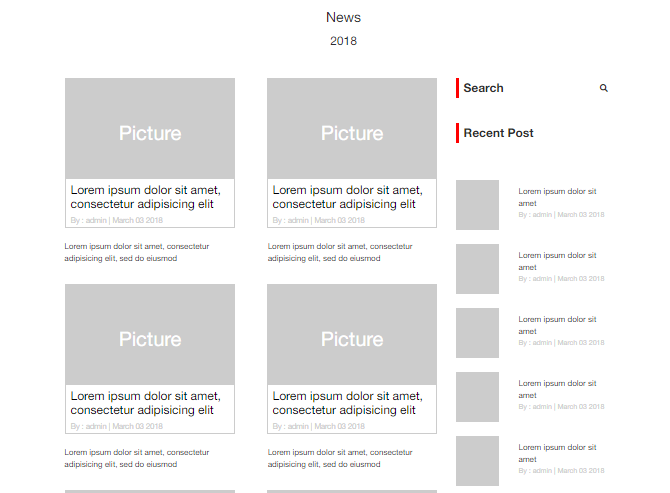 News
2018
Picture
Lorem ipsum dolor sit amet,
consectetur adipisicing elit
By : admin | March 03 2018
Lorem ipsum dolor sit amet, consectetur
adipisicing elit, sed do eiusmod
Picture
Lorem ipsum dolor sit amet,
consectetur adipisicing elit
By : admin | March 03 2018
Lorem ipsum dolor sit amet, consectetur
adipisicing elit, sed do eiusmod
Picture
Lorem ipsum dolor sit amet,
consectetur adipisicing elit
By : admin | March 03 2018
Lorem ipsum dolor sit amet, consectetur
adipisicing elit, sed do eiusmod
Picture
Lorem ipsum dolor sit amet,
consectetur adipisicing elit
By : admin | March 03 2018
Lorem ipsum dolor sit amet, consectetur
adipisicing elit, sed do eiusmod
Search
Recent Post
Lorem ipsum dolor sit
amet
By : admin | March 03 2018
Lorem ipsum dolor sit
amet
By : admin | March 03 2018
Lorem ipsum dolor sit
amet
By : admin | March 03 2018
Lorem ipsum dolor sit
amet
By : admin | March 03 2018
Lorem ipsum dolor sit
amet
By : admin | March 03 2018